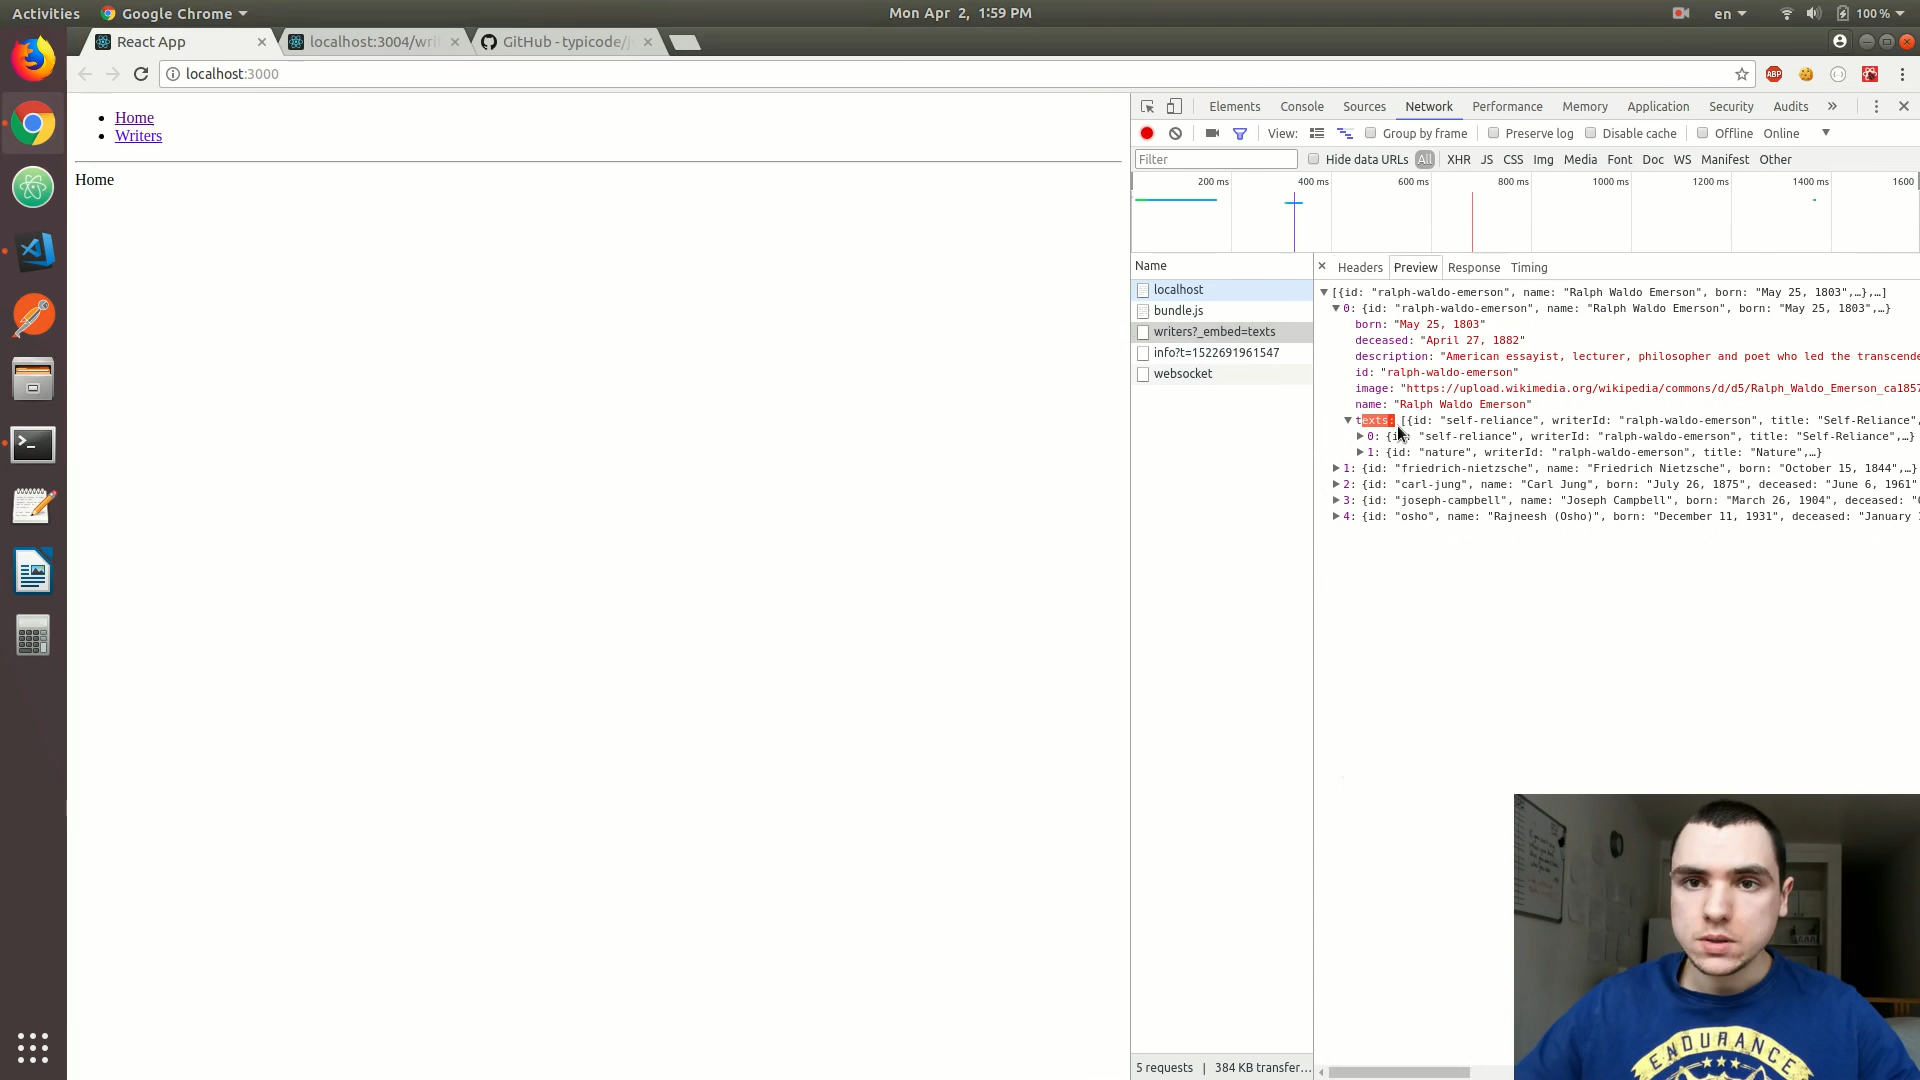 Activities
Google Chrome
Mon Apr 2, 1:59 PM
en
100 %
React App
localhost:3004/wri
GitHub - typicode/j
localhost:3000
ABP
Home
Writers
Home
Elements Console Sources Network Performance Memory Application Security Audits
View: Group by frame Preserve log Disable cache Offline Online
Filter
Hide data URLs All XHR JS CSS Img Media Font Doc WS Manifest Other
200 ms 400 ms 600 ms 800 ms 1000 ms 1200 ms 1400 ms 1600
Name
localhost
bundle.js
writers?_embed=texts
info?t=1522691961547
websocket
5 requests | 384 KB transfer...
Headers Preview Response Timing
[{id: "ralph-waldo-emerson", name: "Ralph Waldo Emerson", born: "May 25, 1803",…},…]
0: {id: "ralph-waldo-emerson", name: "Ralph Waldo Emerson", born: "May 25, 1803",…}
born: "May 25, 1803"
deceased: "April 27, 1882"
description: "American essayist, lecturer, philosopher and poet who led the transcende
id: "ralph-waldo-emerson"
image: "https://upload.wikimedia.org/wikipedia/commons/d/d5/Ralph_Waldo_Emerson_ca1857
name: "Ralph Waldo Emerson"
texts: [{id: "self-reliance", writerId: "ralph-waldo-emerson", title: "Self-Reliance",
0: {id: "self-reliance", writerId: "ralph-waldo-emerson", title: "Self-Reliance",…}
1: {id: "nature", writerId: "ralph-waldo-emerson", title: "Nature",…}
1: {id: "friedrich-nietzsche", name: "Friedrich Nietzsche", born: "October 15, 1844",…}
2: {id: "carl-jung", name: "Carl Jung", born: "July 26, 1875", deceased: "June 6, 1961"
3: {id: "joseph-campbell", name: "Joseph Campbell", born: "March 26, 1904", deceased: "
4: {id: "osho", name: "Rajneesh (Osho)", born: "December 11, 1931", deceased: "January
ENDURANCE